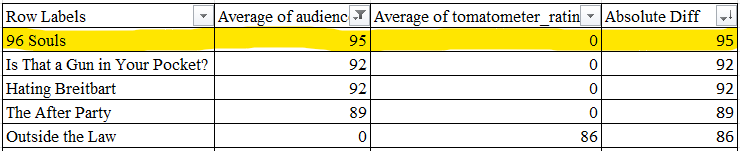 Row Labels Average of audienc Average of tomatometer_ratin Absolute Diff
96 Souls 95 0 95
Is That a Gun in Your Pocket? 92 0 92
Hating Breitbart 92 0 92
The After Party 89 0 89
Outside the Law 0 86 86